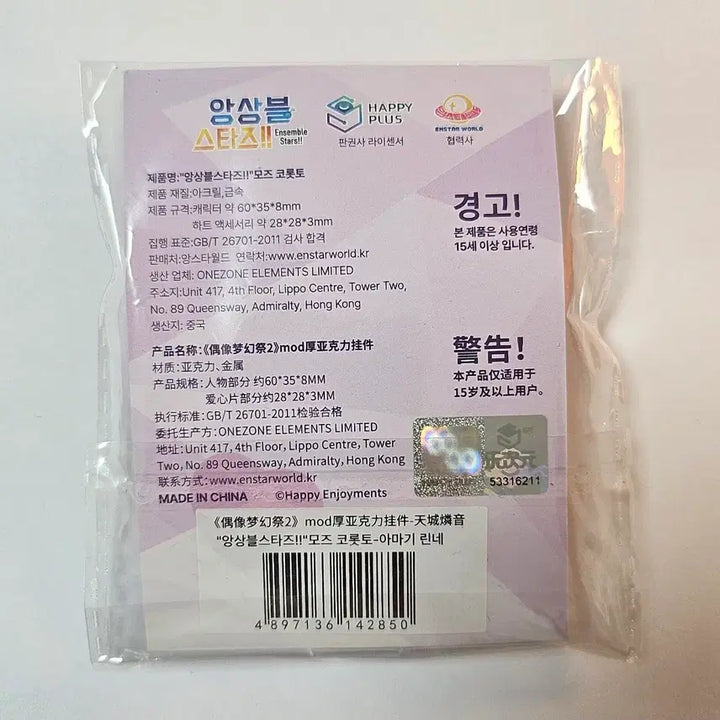 앙상블
스타즈!!
Ensemble
Stars!!
HAPPY
PLUS
판권사 라이센서
ENSTAR WORLD
협력사
제품명:"앙상블스타즈!!"모즈 코롯토
제품 재질:아크릴,금속
제품 규격:캐릭터 약 60*35*8mm
하트 액세서리 약 28*28*3mm
집행 표준:GB/T 26701-2011 검사 합격
판매처:앙스타월드 연락처:www.enstarworld.kr
생산 업체: ONEZONE ELEMENTS LIMITED
주소지:Unit 417, 4th Floor, Lippo Centre, Tower Two,
No. 89 Queensway, Admiralty, Hong Kong
생산지: 중국
경고!
본 제품은 사용연령
15세 이상 입니다.
产品名称:《偶像梦幻祭2》mod厚亚克力挂件
材质:亚克力、金属
产品规格:人物部分 约60*35*8MM
爱心片部分约28*28*3MM
执行标准:GB/T 26701-2011检验合格
委托生产方:ONEZONE ELEMENTS LIMITED
地址:Unit 417, 4th Floor, Lippo Centre, Tower
Two, No. 89 Queensway, Admiralty, Hong Kong
联系方式:www.enstarworld.kr
MADE IN CHINA ©Happy Enjoyments
警告!
本产品仅适用于
15岁及以上用户。
53316211
《偶像梦幻祭2》mod厚亚克力挂件-天城燐音
"앙상블스타즈!!"모즈 코롯토-아마기 린네
4 897136 142850